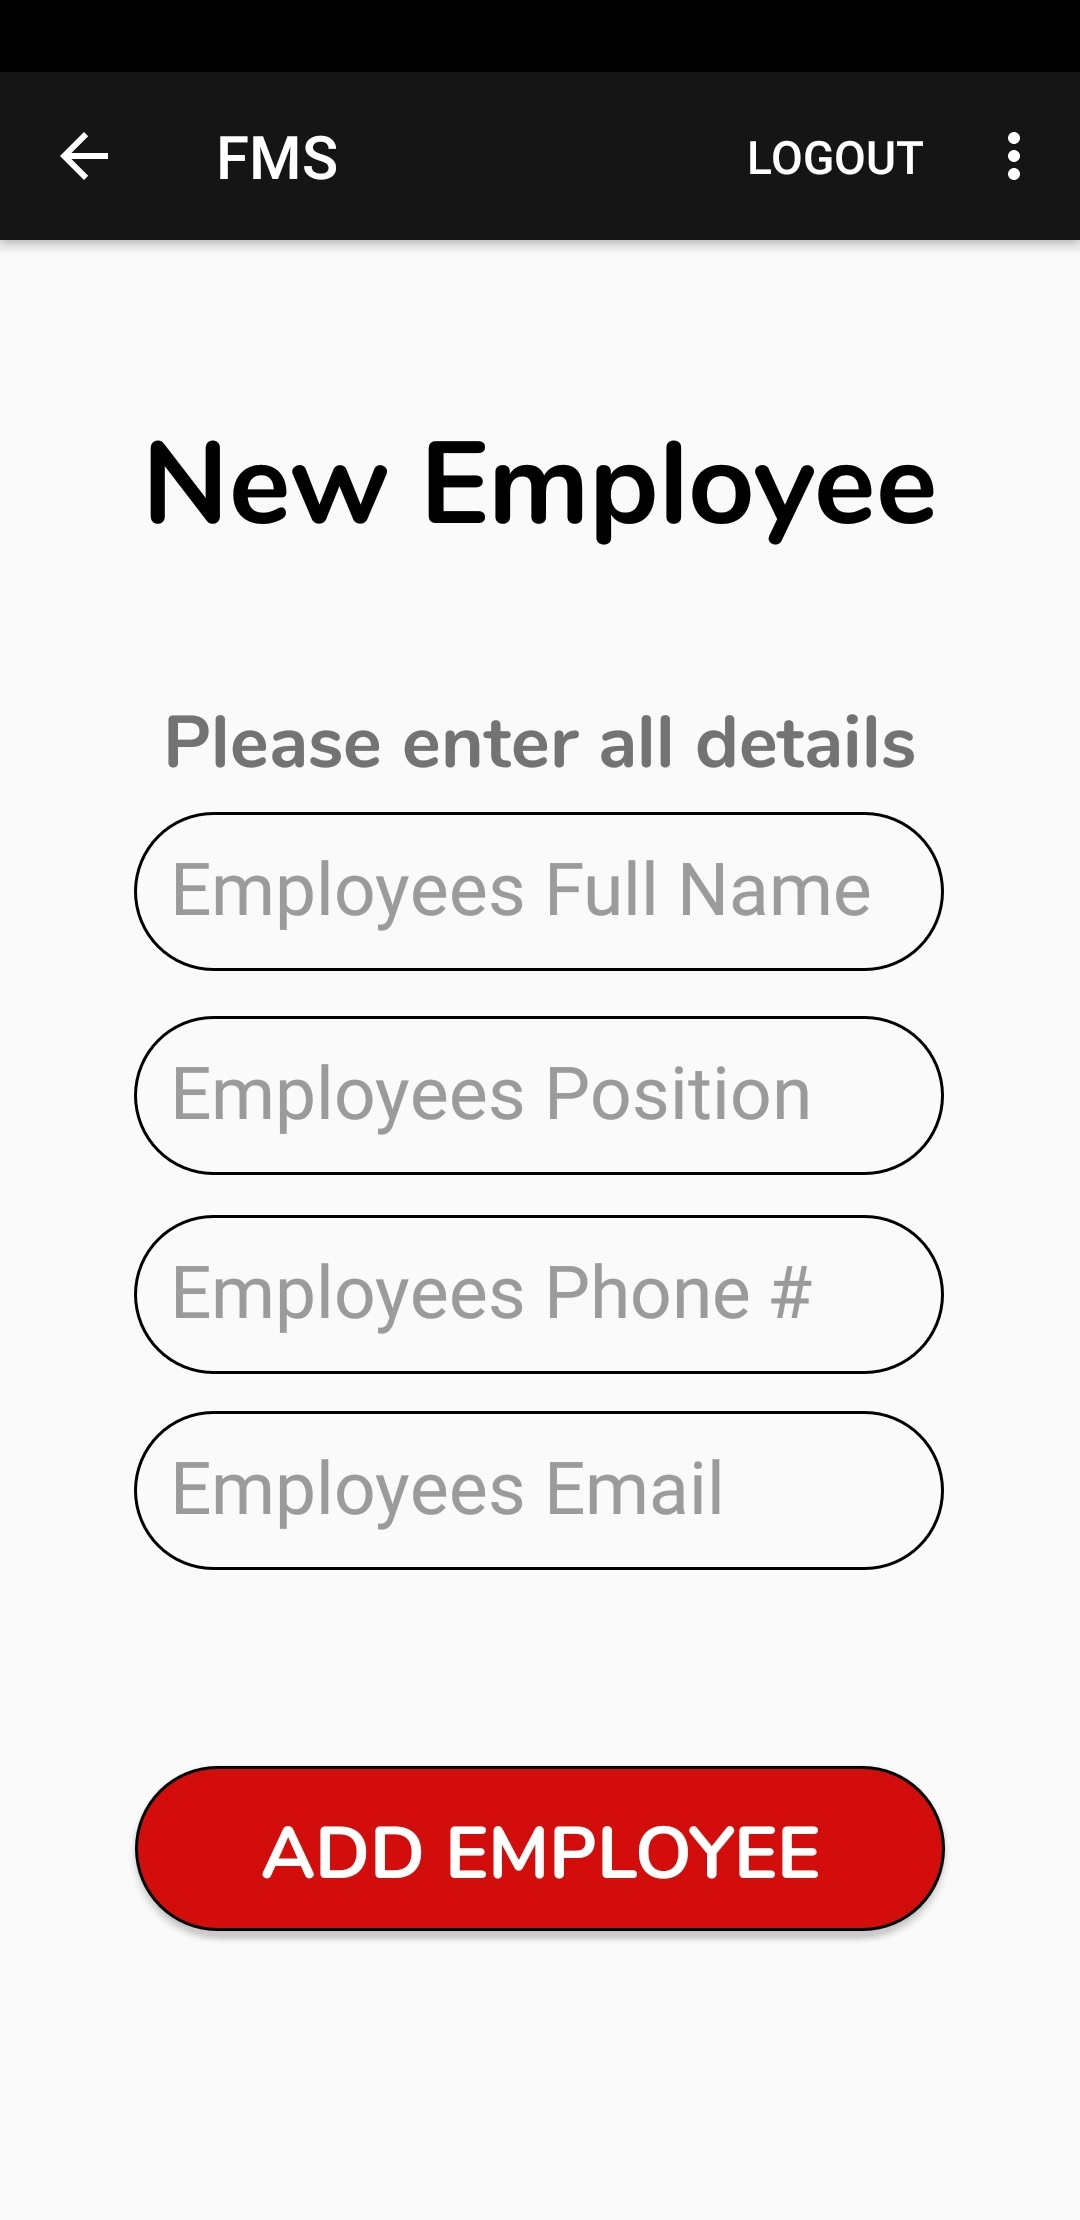 FMS LOGOUT
New Employee
Please enter all details
Employees Full Name
Employees Position
Employees Phone #
Employees Email
ADD EMPLOYEE